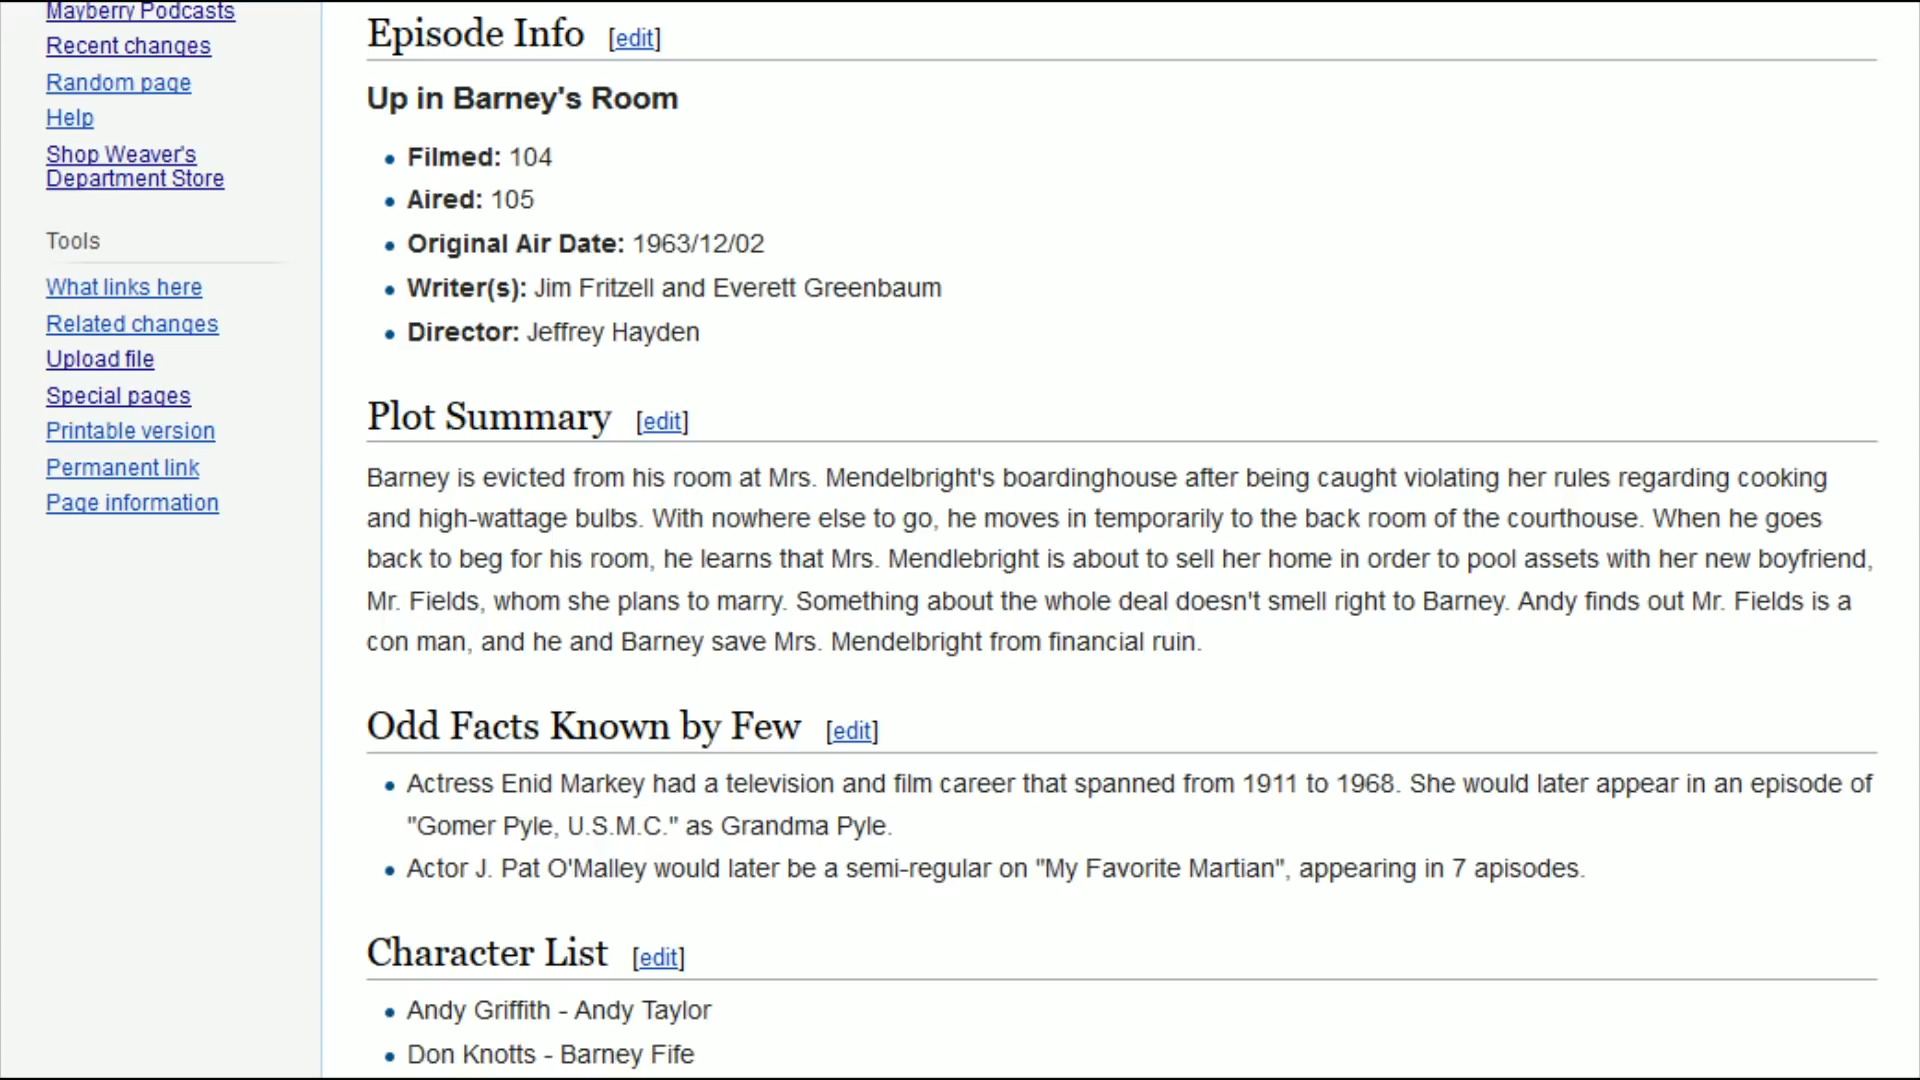 Mayberry Podcasts
Recent changes
Random page
Help
Shop Weaver's
Department Store
Tools
What links here
Related changes
Upload file
Special pages
Printable version
Permanent link
Page information
Episode Info [edit]
Up in Barney's Room
Filmed: 104
Aired: 105
Original Air Date: 1963/12/02
Writer(s): Jim Fritzell and Everett Greenbaum
Director: Jeffrey Hayden
Plot Summary [edit]
Barney is evicted from his room at Mrs. Mendelbright's boardinghouse after being caught violating her rules regarding cooking
and high-wattage bulbs. With nowhere else to go, he moves in temporarily to the back room of the courthouse. When he goes
back to beg for his room, he learns that Mrs. Mendlebright is about to sell her home in order to pool assets with her new boyfriend,
Mr. Fields, whom she plans to marry. Something about the whole deal doesn't smell right to Barney. Andy finds out Mr. Fields is a
con man, and he and Barney save Mrs. Mendelbright from financial ruin.
Odd Facts Known by Few [edit]
Actress Enid Markey had a television and film career that spanned from 1911 to 1968. She would later appear in an episode of
"Gomer Pyle, U.S.M.C." as Grandma Pyle.
Actor J. Pat O'Malley would later be a semi-regular on "My Favorite Martian", appearing in 7 apisodes.
Character List [edit]
Andy Griffith - Andy Taylor
Don Knotts - Barney Fife